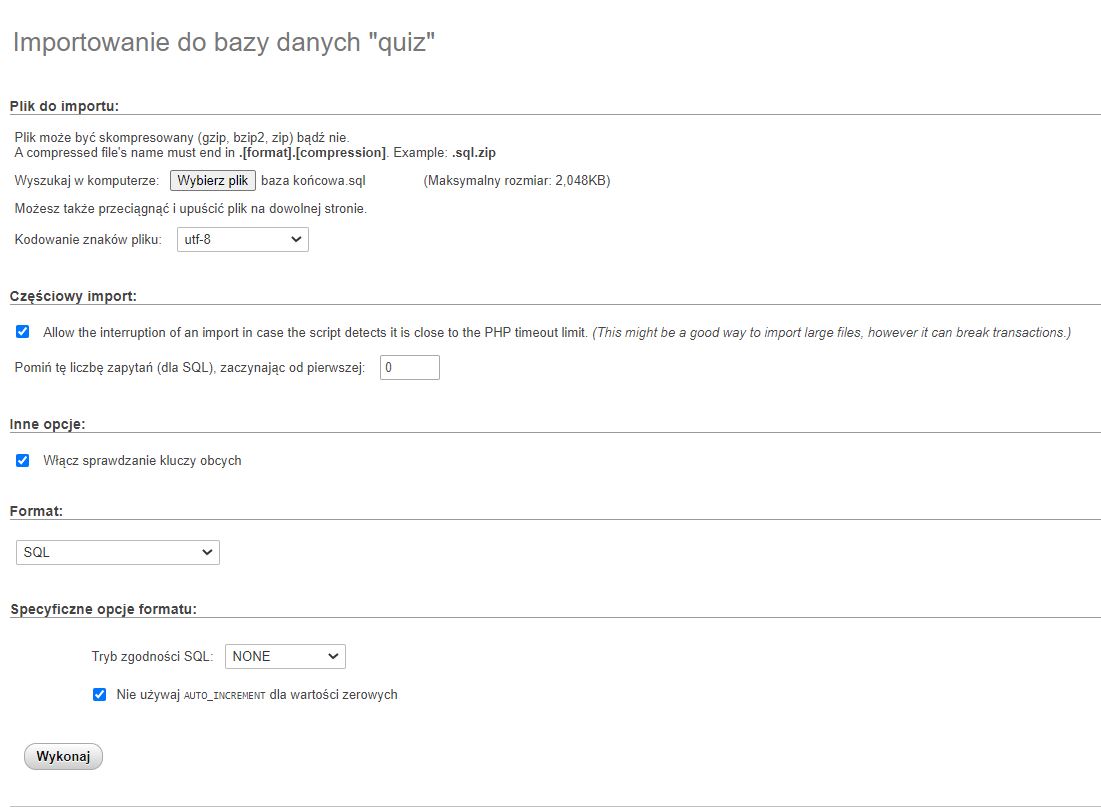 Importowanie do bazy danych "quiz"
Plik do importu:
Plik może być skompresowany (gzip, bzip2, zip) bądź nie.
A compressed file's name must end in .[format].[compression]. Example: .sql.zip
Wyszukaj w komputerze: Wybierz plik baza końcowa.sql (Maksymalny rozmiar: 2,048KB)
Możesz także przeciągnąć i upuścić plik na dowolnej stronie.
Kodowanie znaków pliku: utf-8
Częściowy import:
Allow the interruption of an import in case the script detects it is close to the PHP timeout limit. (This might be a good way to import large files, however it can break transactions.)
Pomiń tę liczbę zapytań (dla SQL), zaczynając od pierwszej: 0
Inne opcje:
Włącz sprawdzanie kluczy obcych
Format:
SQL
Specyficzne opcje formatu:
Tryb zgodności SQL: NONE
Nie używaj AUTO_INCREMENT dla wartości zerowych
Wykonaj